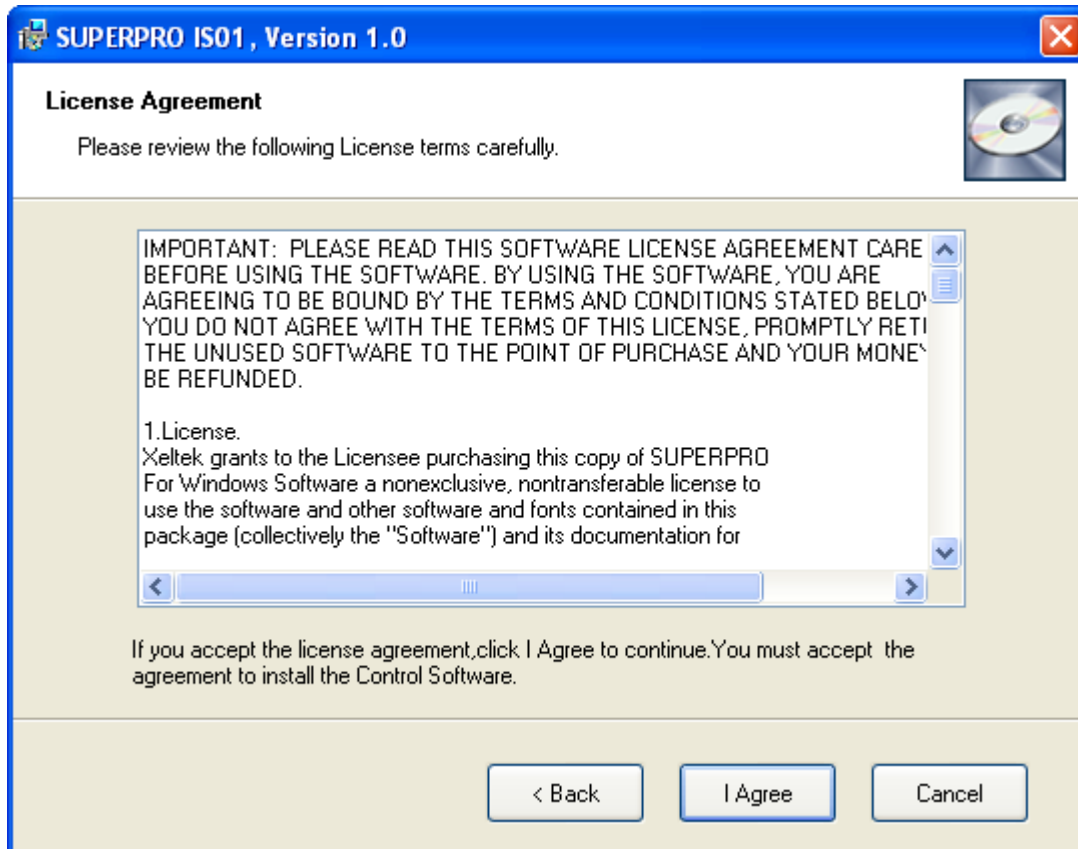 SUPERPRO IS01, Version 1.0
License Agreement
Please review the following License terms carefully.
IMPORTANT:  PLEASE READ THIS SOFTWARE LICENSE AGREEMENT CARE
BEFORE USING THE SOFTWARE. BY USING THE SOFTWARE, YOU ARE
AGREEING TO BE BOUND BY THE TERMS AND CONDITIONS STATED BELO
YOU DO NOT AGREE WITH THE TERMS OF THIS LICENSE, PROMPTLY RET
THE UNUSED SOFTWARE TO THE POINT OF PURCHASE AND YOUR MONE
BE REFUNDED.
1.License.
Xeltek grants to the Licensee purchasing this copy of SUPERPRO
For Windows Software a nonexclusive, nontransferable license to
use the software and other software and fonts contained in this
package (collectively the "Software") and its documentation for
If you accept the license agreement,click I Agree to continue.You must accept  the
agreement to install the Control Software.
< Back
I Agree
Cancel